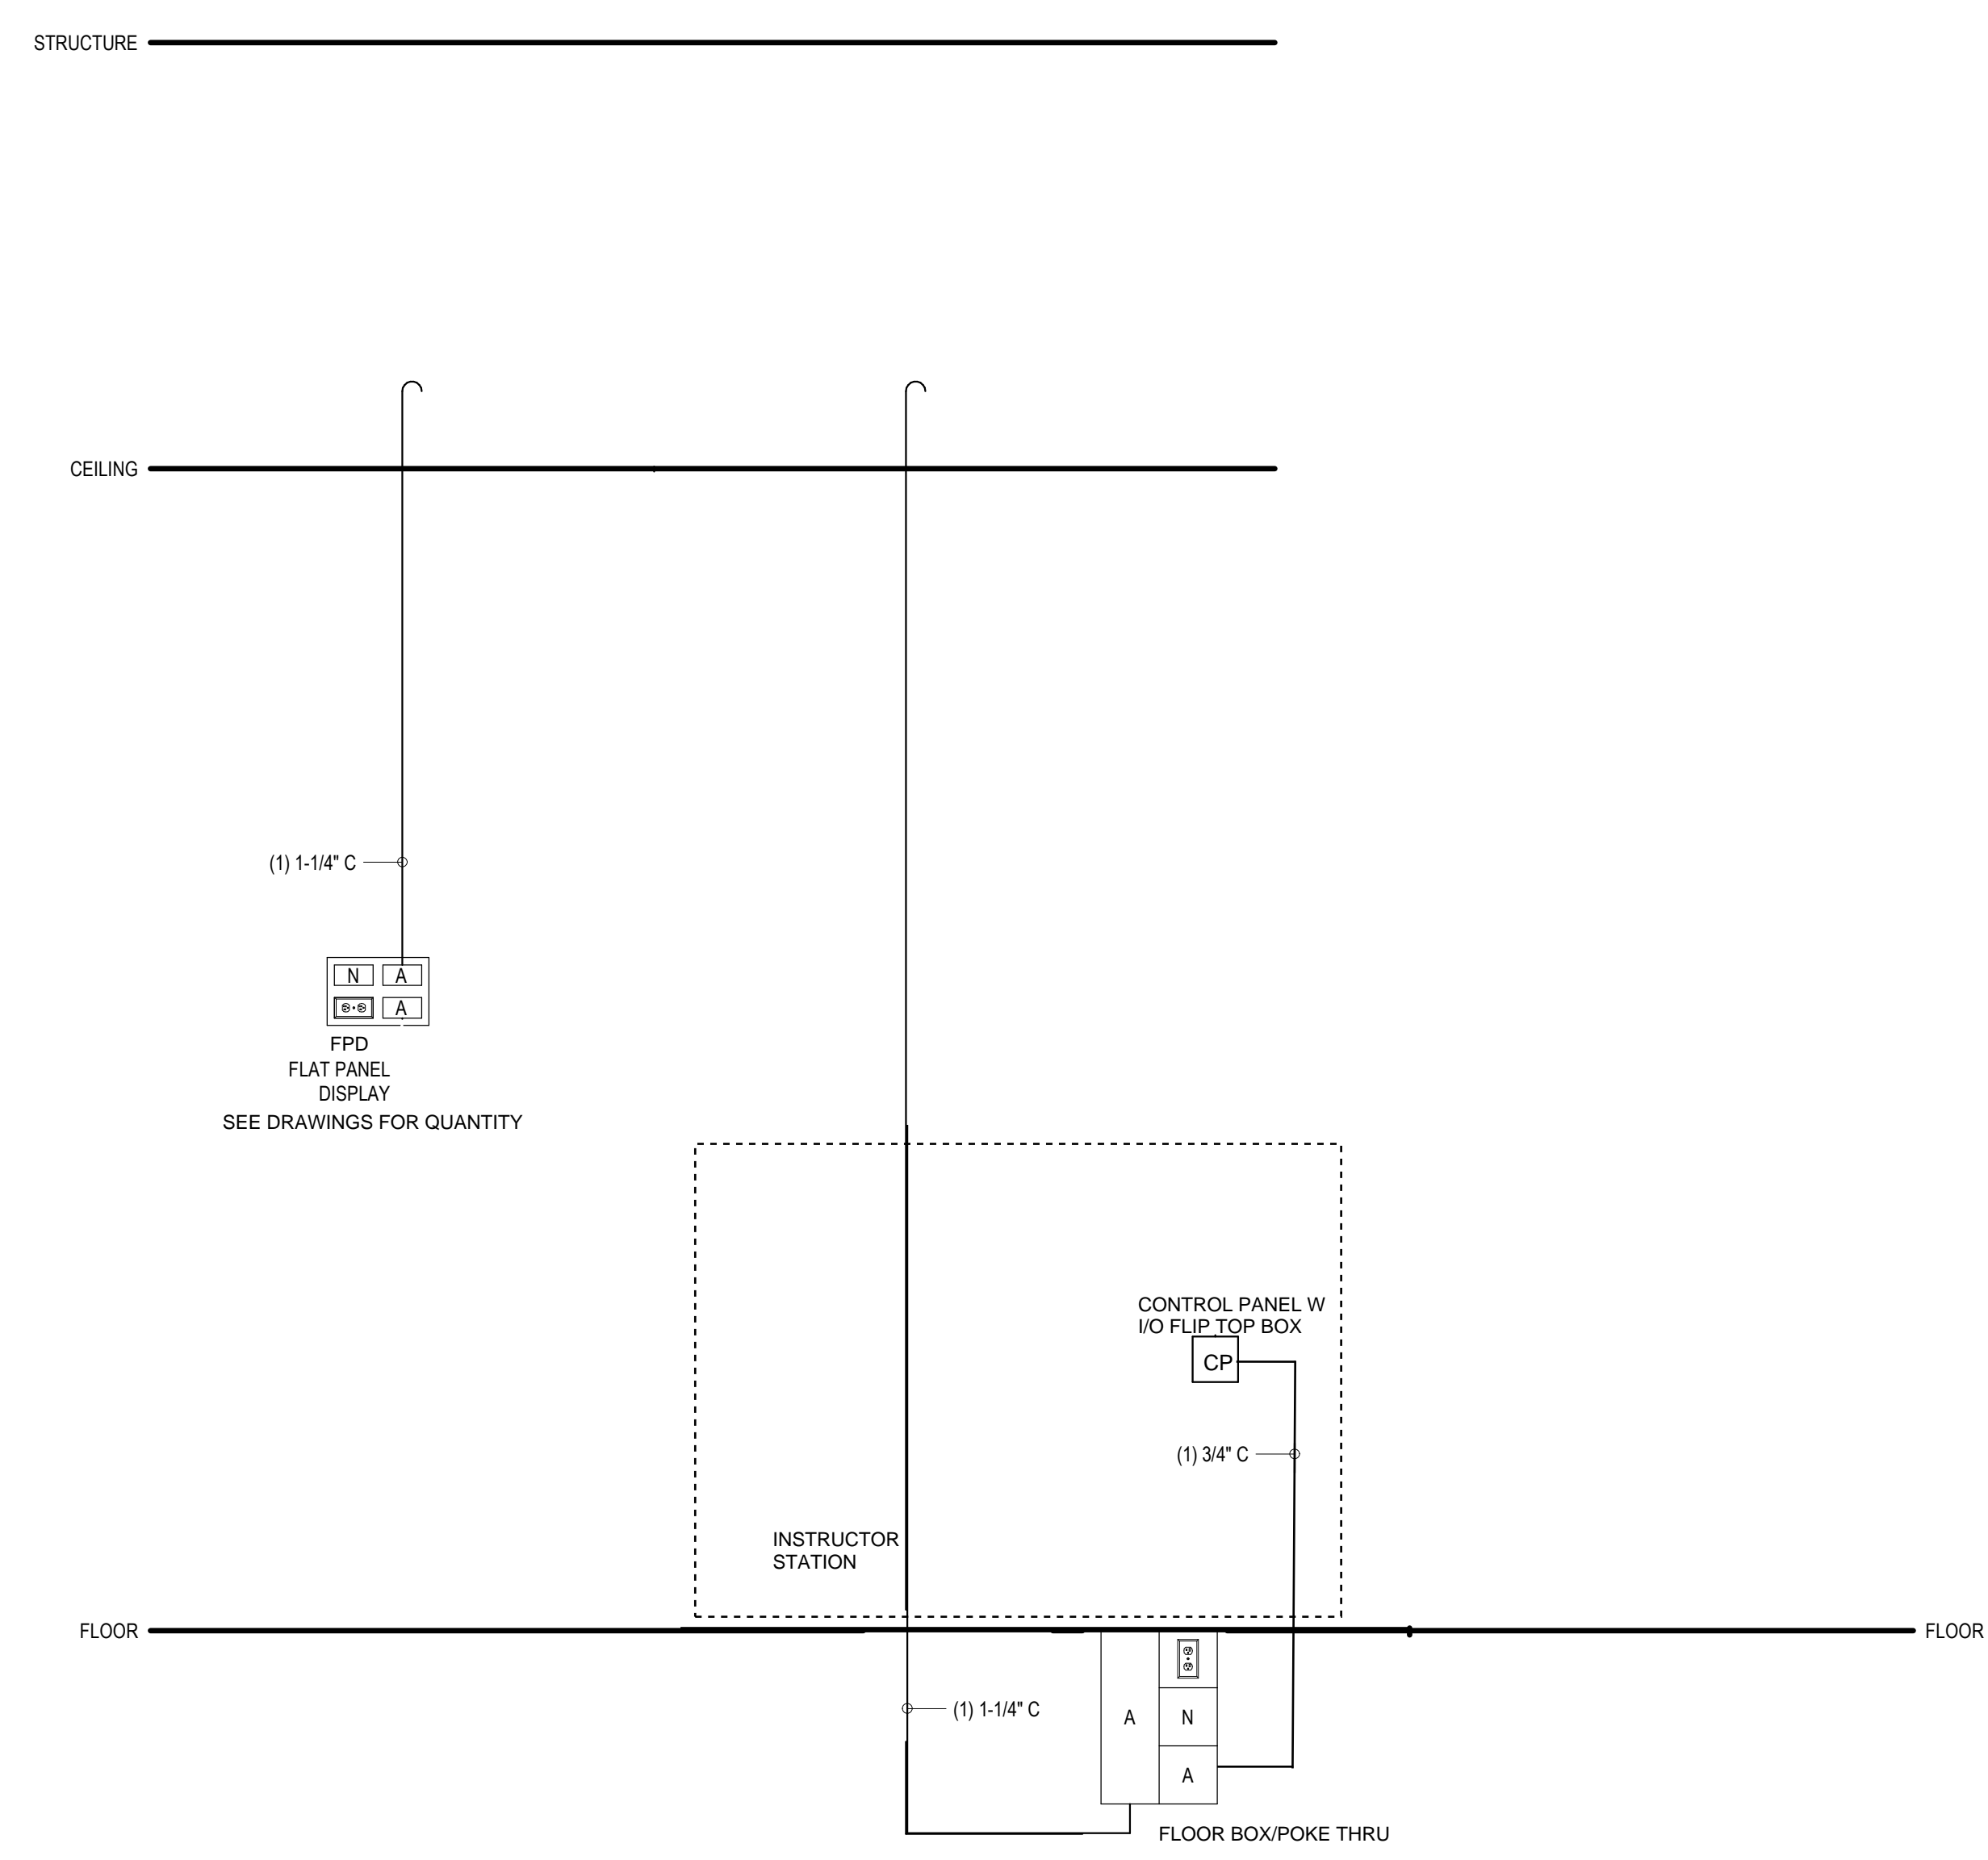 STRUCTURE
CEILING
(1) 1-1/4" C
N A
A
FPD
FLAT PANEL
DISPLAY
SEE DRAWINGS FOR QUANTITY
CONTROL PANEL W
I/O FLIP TOP BOX
CP
(1) 3/4" C
INSTRUCTOR
STATION
FLOOR
FLOOR
(1) 1-1/4" C
A N
A
FLOOR BOX/POKE THRU